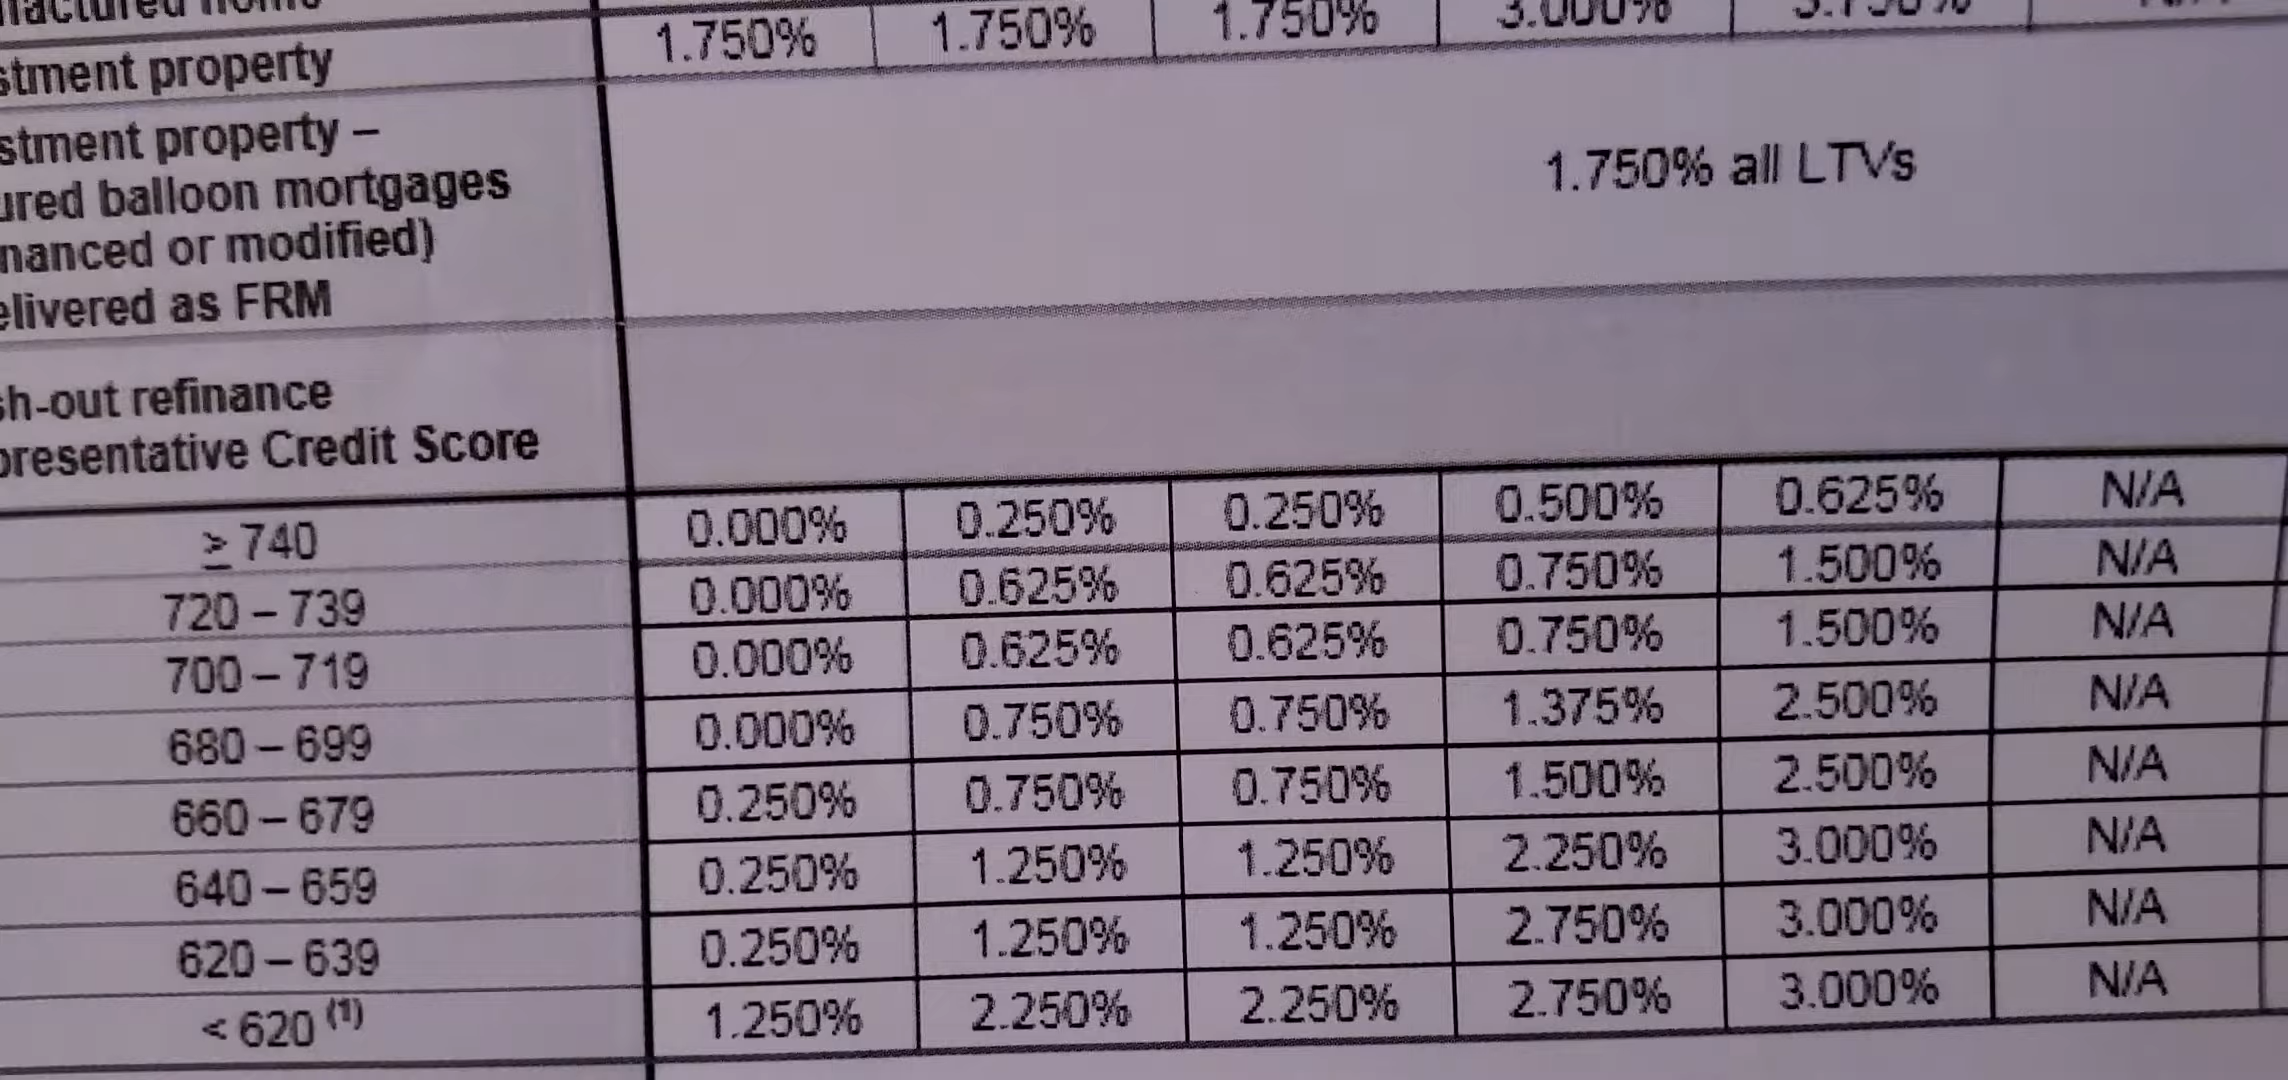 1.750% 1.750% 1.750% 3.000%
stment property
stment property –
ured balloon mortgages
nanced or modified)
elivered as FRM
1.750% all LTVs
sh-out refinance
presentative Credit Score
≥ 740 0.000% 0.250% 0.250% 0.500% 0.625% N/A
720 – 739 0.000% 0.625% 0.625% 0.750% 1.500% N/A
700 – 719 0.000% 0.625% 0.625% 0.750% 1.500% N/A
680 – 699 0.000% 0.750% 0.750% 1.375% 2.500% N/A
660 – 679 0.250% 0.750% 0.750% 1.500% 2.500% N/A
640 – 659 0.250% 1.250% 1.250% 2.250% 3.000% N/A
620 – 639 0.250% 1.250% 1.250% 2.750% 3.000% N/A
< 620 (1) 1.250% 2.250% 2.250% 2.750% 3.000% N/A